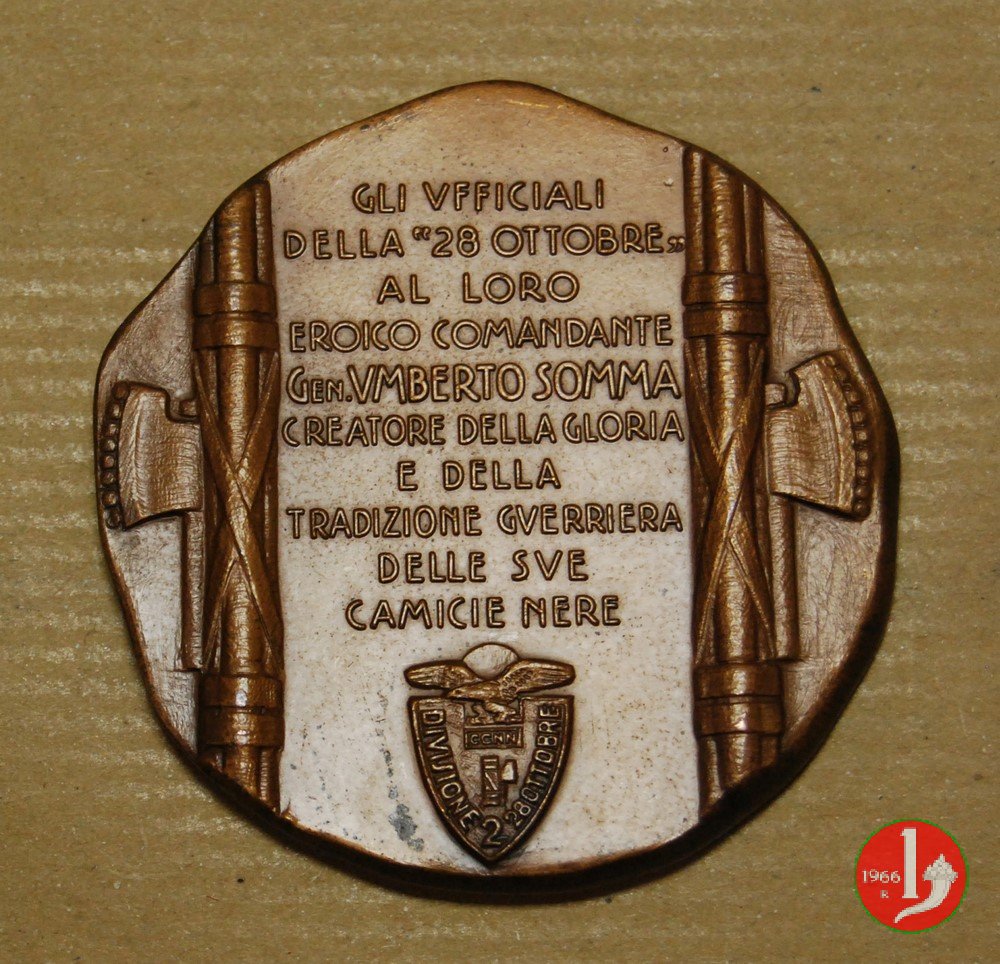 GLI VFFICIALI
DELLA “28 OTTOBRE„
AL LORO
EROICO COMANDANTE
GEN. VMBERTO SOMMA
CREATORE DELLA GLORIA
E DELLA
TRADIZIONE GVERRIERA
DELLE SVE
CAMICIE NERE
CCNN
DIVISIONE 2 28 OTTOBRE
1966
R